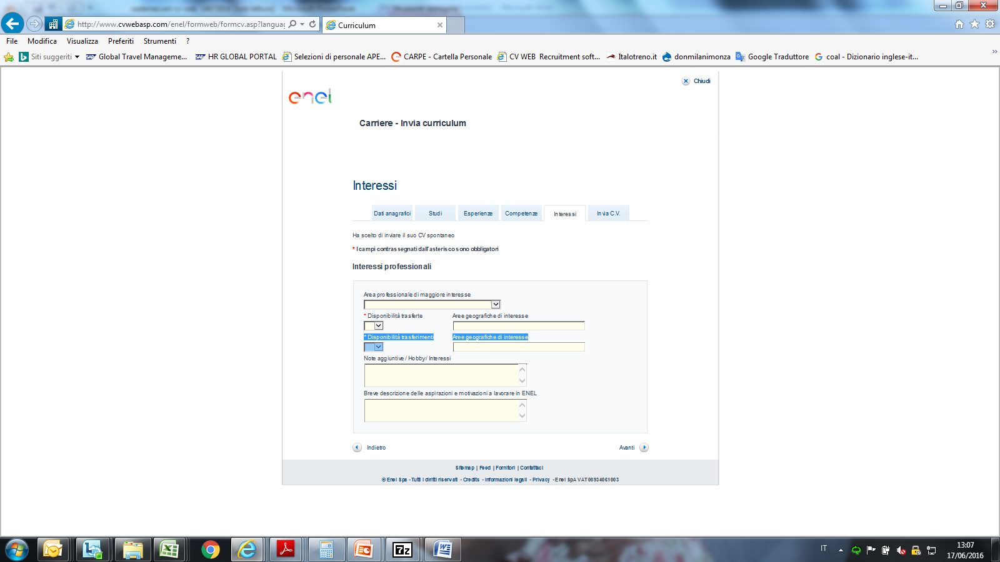 http://www.cvwebasp.com/enel/formweb/formcv.asp?languag
Curriculum
File Modifica Visualizza Preferiti Strumenti ?
Siti suggeriti Global Travel Manageme... HR GLOBAL PORTAL Selezioni di personale APE... CARPE - Cartella Personale CV WEB Recruitment soft... Italotreno.it donmilanimonza Google Traduttore coal - Dizionario inglese-it... »
Chiudi
enel
Carriere - Invia curriculum
Interessi
Dati anagrafici Studi Esperienze Competenze Interessi Invia C.V.
Ha scelto di inviare il suo CV spontaneo
* I campi contrassegnati dall'asterisco sono obbligatori
Interessi professionali
Area professionale di maggiore interesse
* Disponibilità trasferte Aree geografiche di interesse
* Disponibilità trasferimenti Aree geografiche di interesse
Note aggiuntive / Hobby / Interessi
Breve descrizione delle aspirazioni e motivazioni a lavorare in ENEL
Indietro Avanti
Sitemap | Feed | Fornitori | Contattaci
© Enel Spa - Tutti i diritti riservati - Credits - Informazioni legali - Privacy - Enel SpA VAT 00934061003
7z
IT
13:07
17/06/2016